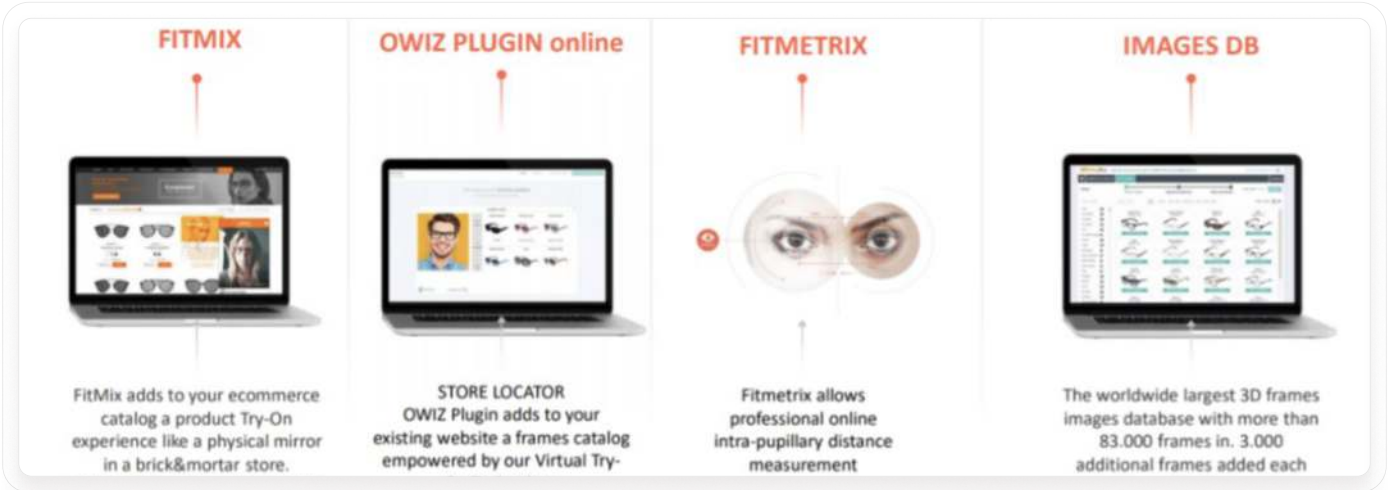 FITMIX
FitMix adds to your ecommerce
catalog a product Try-On
experience like a physical mirror
in a brick&mortar store.
OWIZ PLUGIN online
STORE LOCATOR
OWIZ Plugin adds to your
existing website a frames catalog
empowered by our Virtual Try-
FITMETRIX
Fitmetrix allows
professional online
intra-pupillary distance
measurement
IMAGES DB
The worldwide largest 3D frames
images database with more than
83.000 frames in. 3.000
additional frames added each